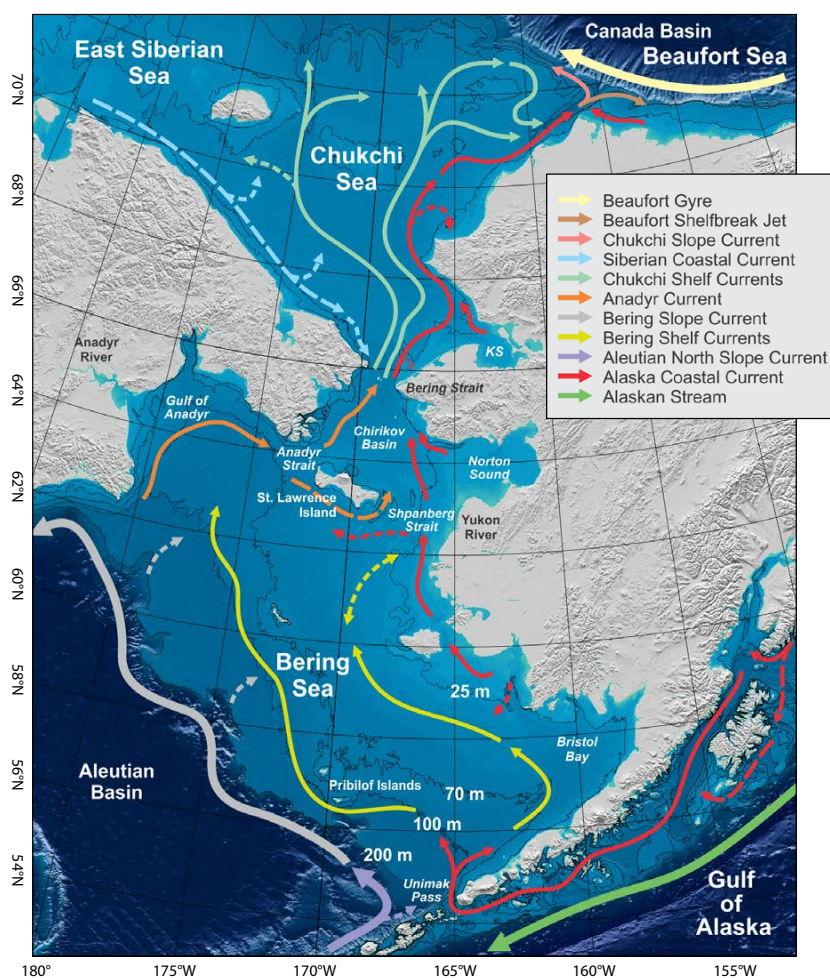 Canada Basin
Beaufort Sea
East Siberian
Sea
70°N
Chukchi
Sea
68°N
Beaufort Gyre
Beaufort Shelfbreak Jet
Chukchi Slope Current
Siberian Coastal Current
Chukchi Shelf Currents
Anadyr Current
Bering Slope Current
Bering Shelf Currents
Aleutian North Slope Current
Alaska Coastal Current
Alaskan Stream
66°N
Anadyr
River
KS
Bering Strait
64°N
Gulf of
Anadyr
Chirikov
Basin
Anadyr
Strait
Norton
Sound
62°N
St. Lawrence
Island
Shpanberg
Strait
Yukon
River
60°N
Bering
Sea
58°N
25 m
Bristol
Bay
Aleutian
Basin
56°N
Pribilof Islands
70 m
100 m
200 m
54°N
Unimak
Pass
Gulf
of
Alaska
180°
175°W
170°W
165°W
160°W
155°W